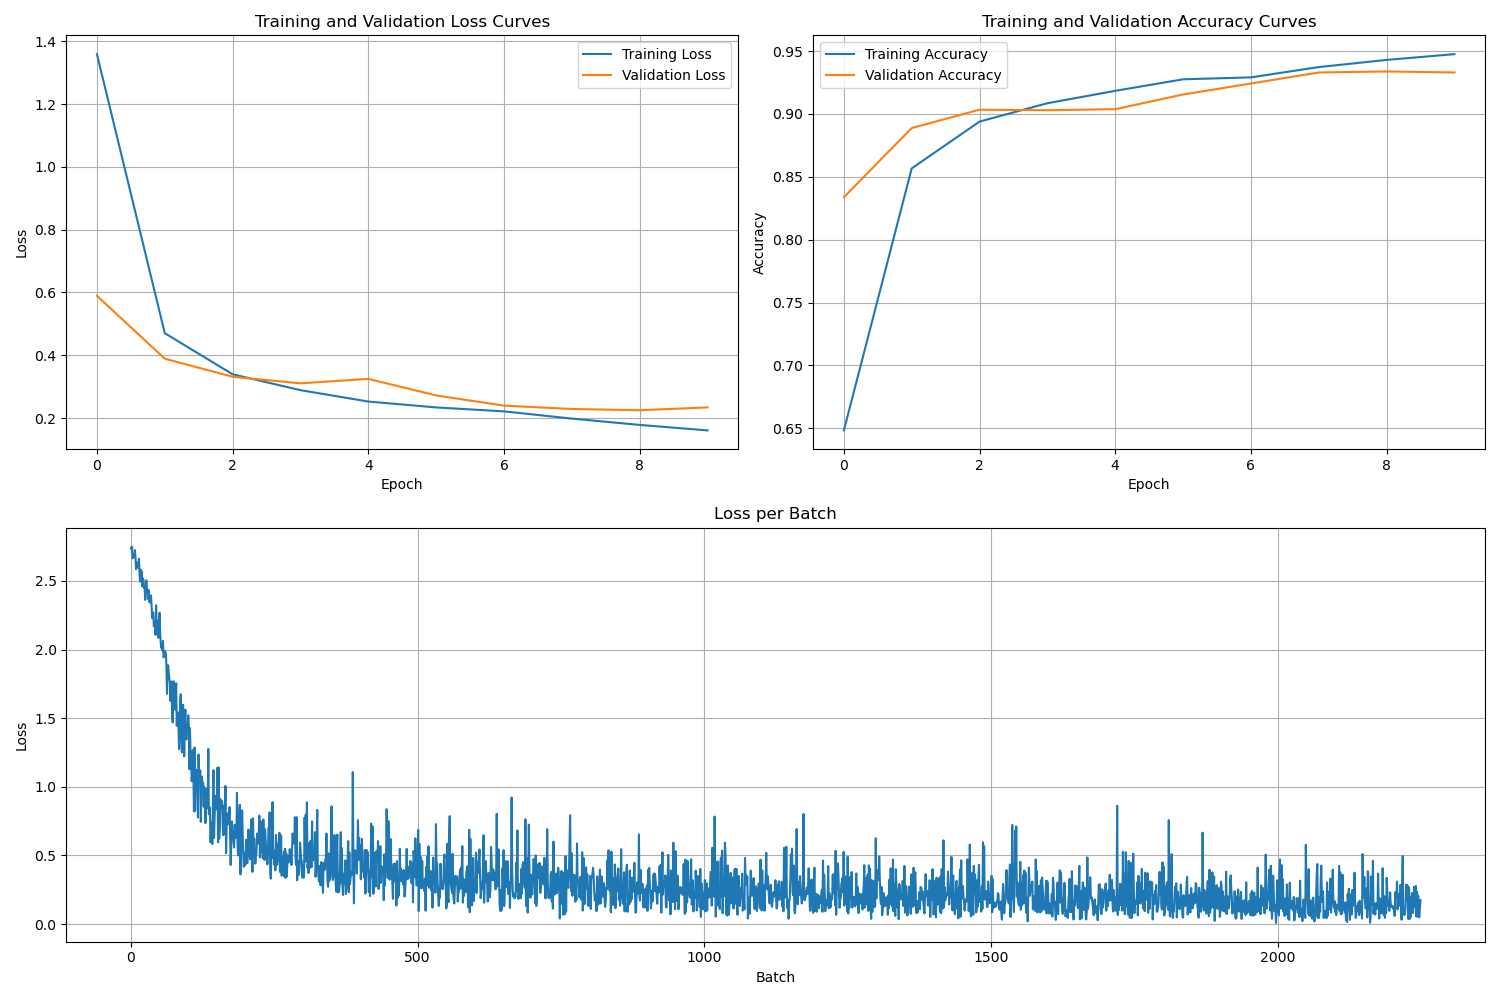 Training and Validation Loss Curves
1.4
1.2
1.0
0.8
0.6
0.4
0.2
Loss
Training Loss
Validation Loss
0 2 4 6 8
Epoch
Training and Validation Accuracy Curves
0.95
0.90
0.85
0.80
0.75
0.70
0.65
Accuracy
Training Accuracy
Validation Accuracy
0 2 4 6 8
Epoch
Loss per Batch
2.5
2.0
1.5
1.0
0.5
0.0
Loss
0 500 1000 1500 2000
Batch